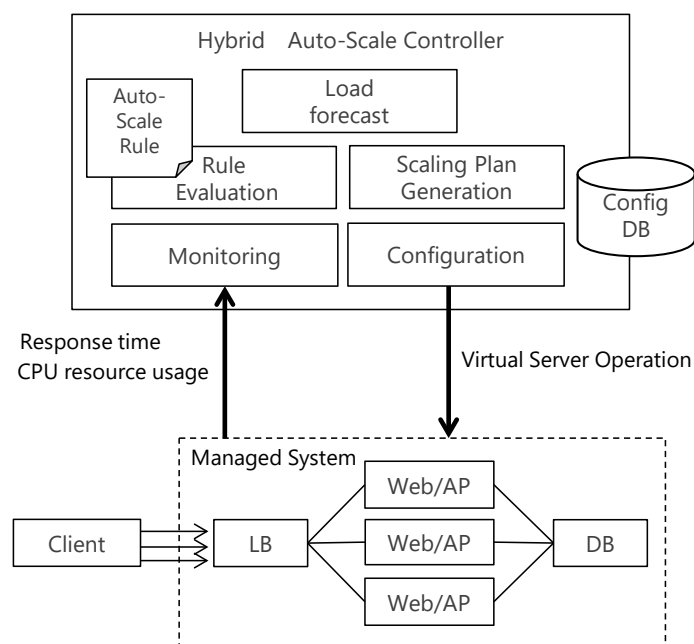 Hybrid Auto-Scale Controller
Auto-
Scale
Rule
Load
forecast
Rule
Evaluation
Scaling Plan
Generation
Config
DB
Monitoring
Configuration
Response time
CPU resource usage
Virtual Server Operation
Managed System
Web/AP
Client
LB
Web/AP
DB
Web/AP